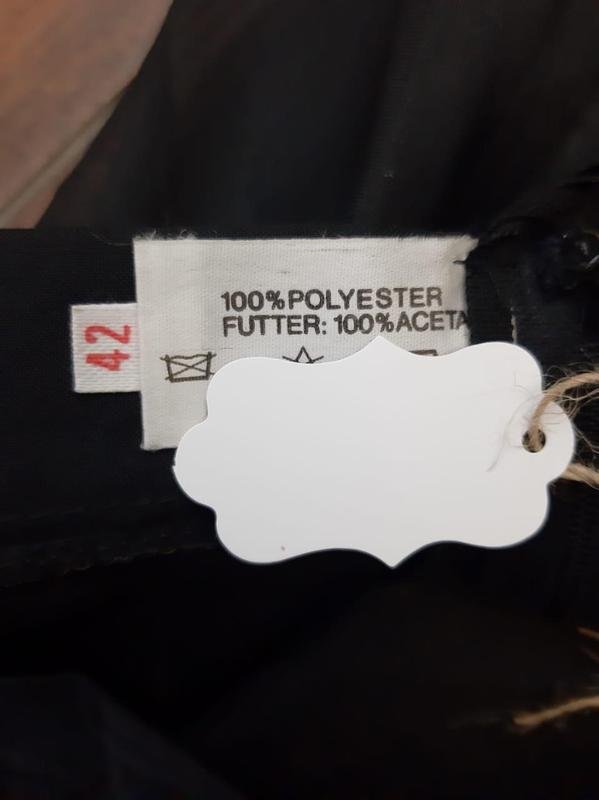 42
100% POLYESTER
FUTTER: 100% ACETA